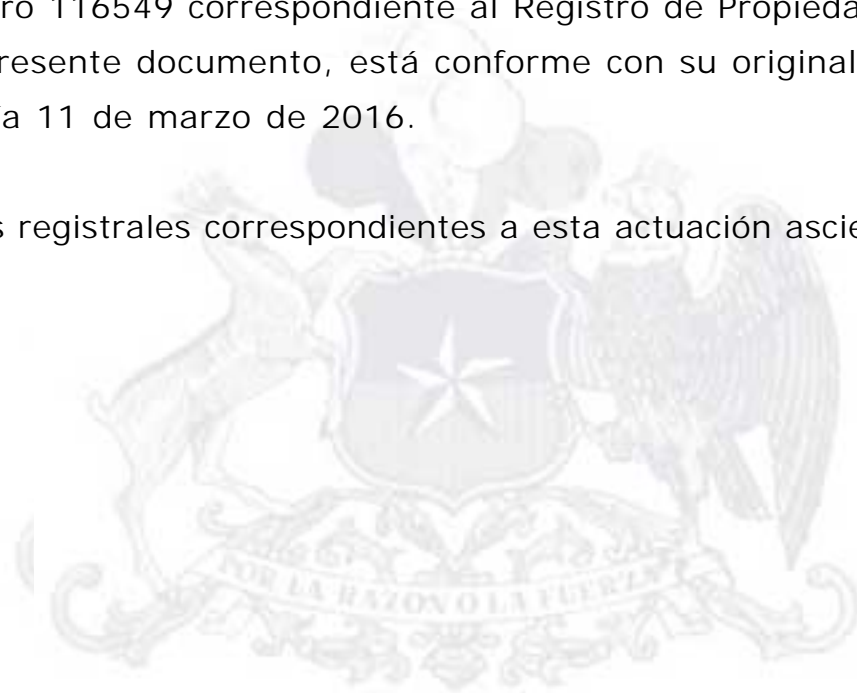 ro 116549 correspondiente al Registro de Propieda
resente documento, está conforme con su original
a 11 de marzo de 2016.
s registrales correspondientes a esta actuación ascie
POR LA RAZON O LA FUERZA